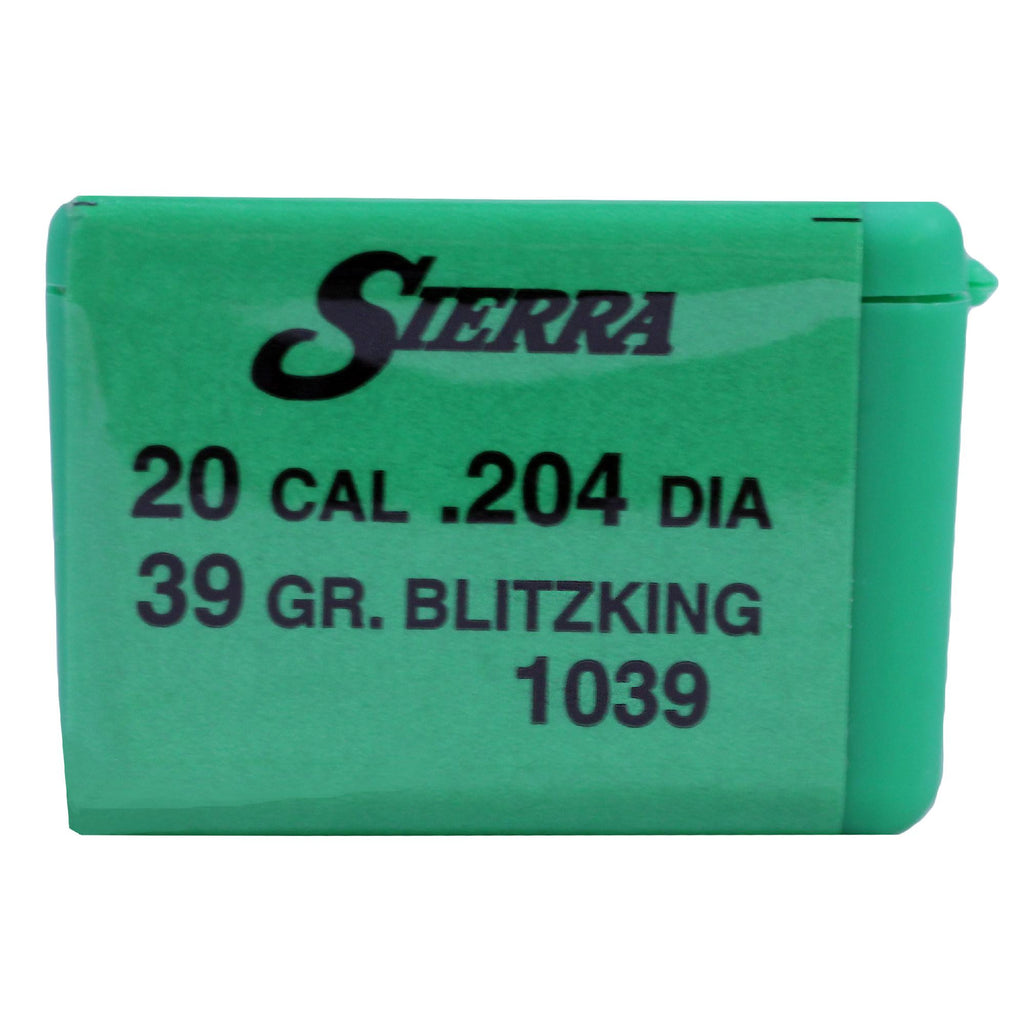 SIERRA
20 CAL .204 DIA
39 GR. BLITZKING
1039